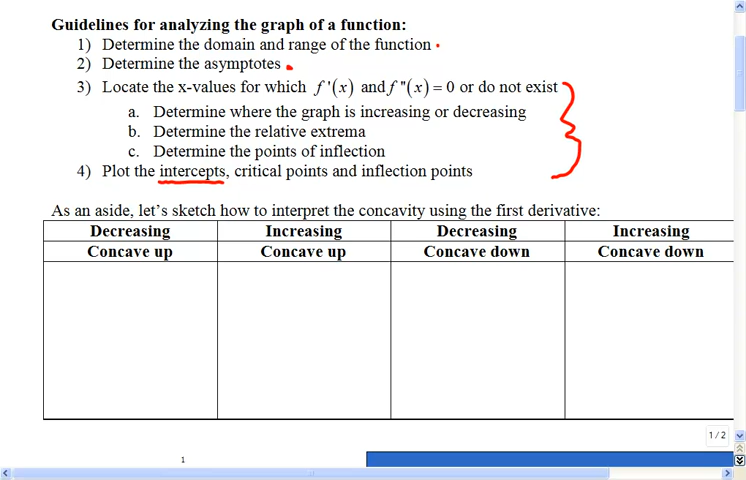 Guidelines for analyzing the graph of a function:
1) Determine the domain and range of the function
2) Determine the asymptotes
3) Locate the x-values for which f '(x) and f "(x) = 0 or do not exist
a. Determine where the graph is increasing or decreasing
b. Determine the relative extrema
c. Determine the points of inflection
4) Plot the intercepts, critical points and inflection points
As an aside, let's sketch how to interpret the concavity using the first derivative:
Decreasing Increasing Decreasing Increasing
Concave up Concave up Concave down Concave down
1 / 2
1